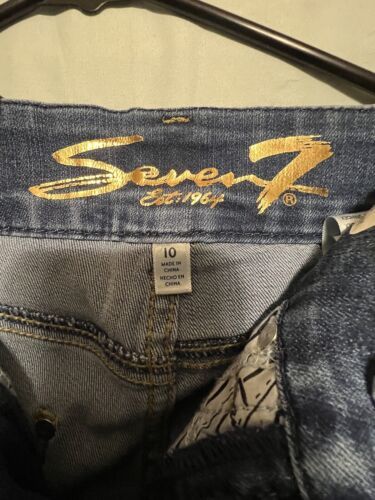 Seven7
Est. 1964 ®
10
MADE IN
CHINA
HECHO EN
CHINA